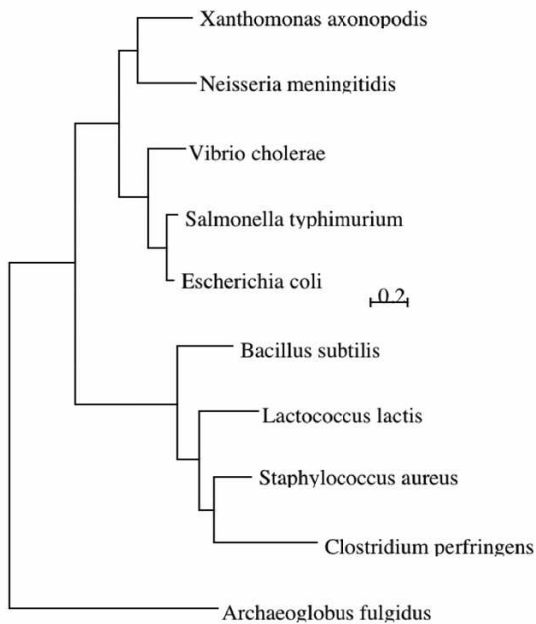 Xanthomonas axonopodis
Neisseria meningitidis
Vibrio cholerae
Salmonella typhimurium
Escherichia coli
0.2
Bacillus subtilis
Lactococcus lactis
Staphylococcus aureus
Clostridium perfringens
Archaeoglobus fulgidus